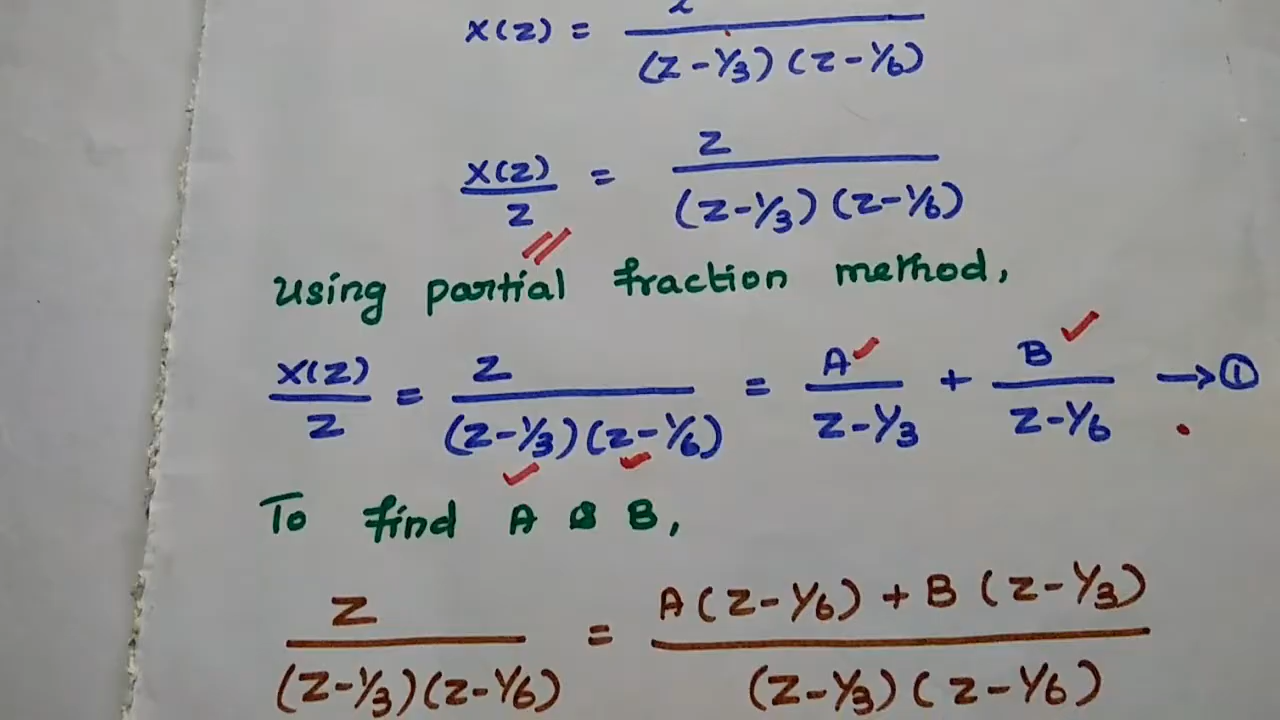 X(z) = / (z-1/3)(z-1/6)
X(z)/z = z / (z-1/3)(z-1/6)
Using partial fraction method,
X(z)/z = z / (z-1/3)(z-1/6) = A / z-1/3 + B / z-1/6 → ①
To find A & B,
z / (z-1/3)(z-1/6) = A(z-1/6) + B(z-1/3) / (z-1/3)(z-1/6)